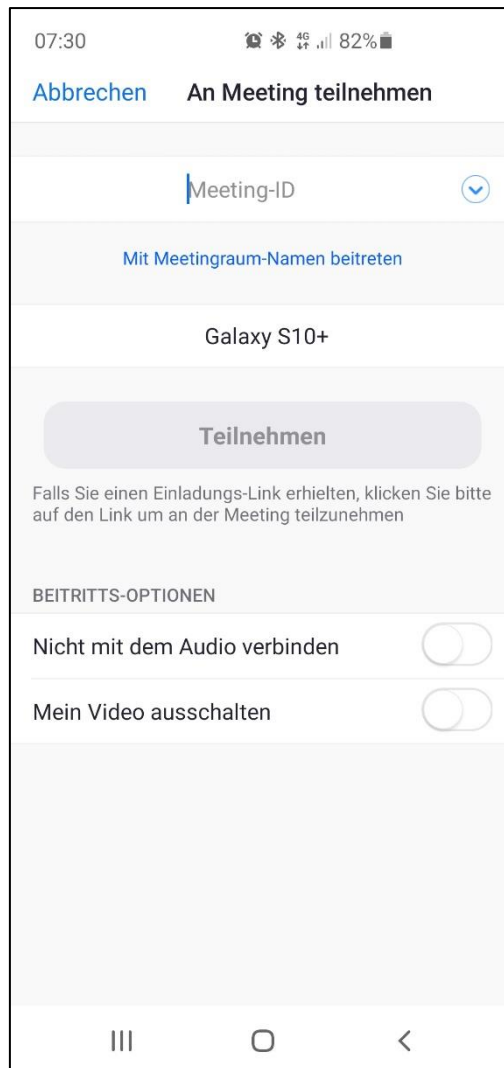 07:30 4G 82%
Abbrechen An Meeting teilnehmen
Meeting-ID
Mit Meetingraum-Namen beitreten
Galaxy S10+
Teilnehmen
Falls Sie einen Einladungs-Link erhielten, klicken Sie bitte
auf den Link um an der Meeting teilzunehmen
BEITRITTS-OPTIONEN
Nicht mit dem Audio verbinden
Mein Video ausschalten